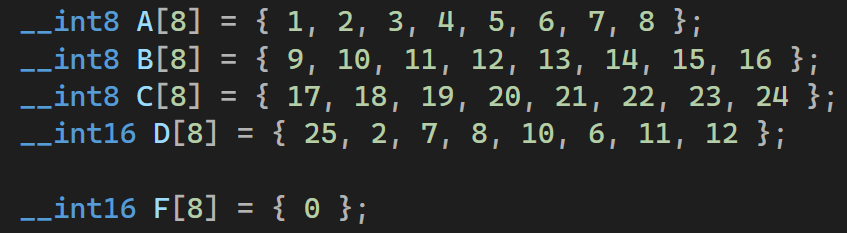 __int8 A[8] = { 1, 2, 3, 4, 5, 6, 7, 8 };
__int8 B[8] = { 9, 10, 11, 12, 13, 14, 15, 16 };
__int8 C[8] = { 17, 18, 19, 20, 21, 22, 23, 24 };
__int16 D[8] = { 25, 2, 7, 8, 10, 6, 11, 12 };
__int16 F[8] = { 0 };